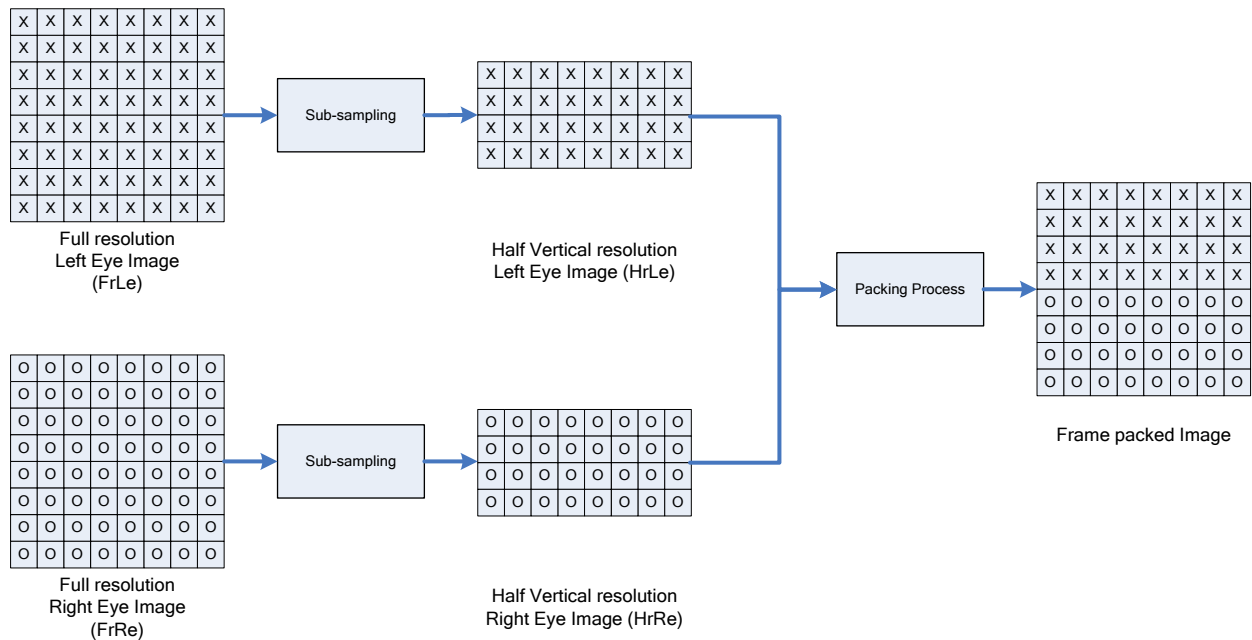 X X X X X X X X
X X X X X X X X
X X X X X X X X
X X X X X X X X
X X X X X X X X
X X X X X X X X
X X X X X X X X
X X X X X X X X
Full resolution
Left Eye Image
(FrLe)
Sub-sampling
X X X X X X X X
X X X X X X X X
X X X X X X X X
X X X X X X X X
Half Vertical resolution
Left Eye Image (HrLe)
O O O O O O O O
O O O O O O O O
O O O O O O O O
O O O O O O O O
O O O O O O O O
O O O O O O O O
O O O O O O O O
O O O O O O O O
Full resolution
Right Eye Image
(FrRe)
Sub-sampling
O O O O O O O O
O O O O O O O O
O O O O O O O O
O O O O O O O O
Half Vertical resolution
Right Eye Image (HrRe)
Packing Process
X X X X X X X X
X X X X X X X X
X X X X X X X X
X X X X X X X X
O O O O O O O O
O O O O O O O O
O O O O O O O O
O O O O O O O O
Frame packed Image